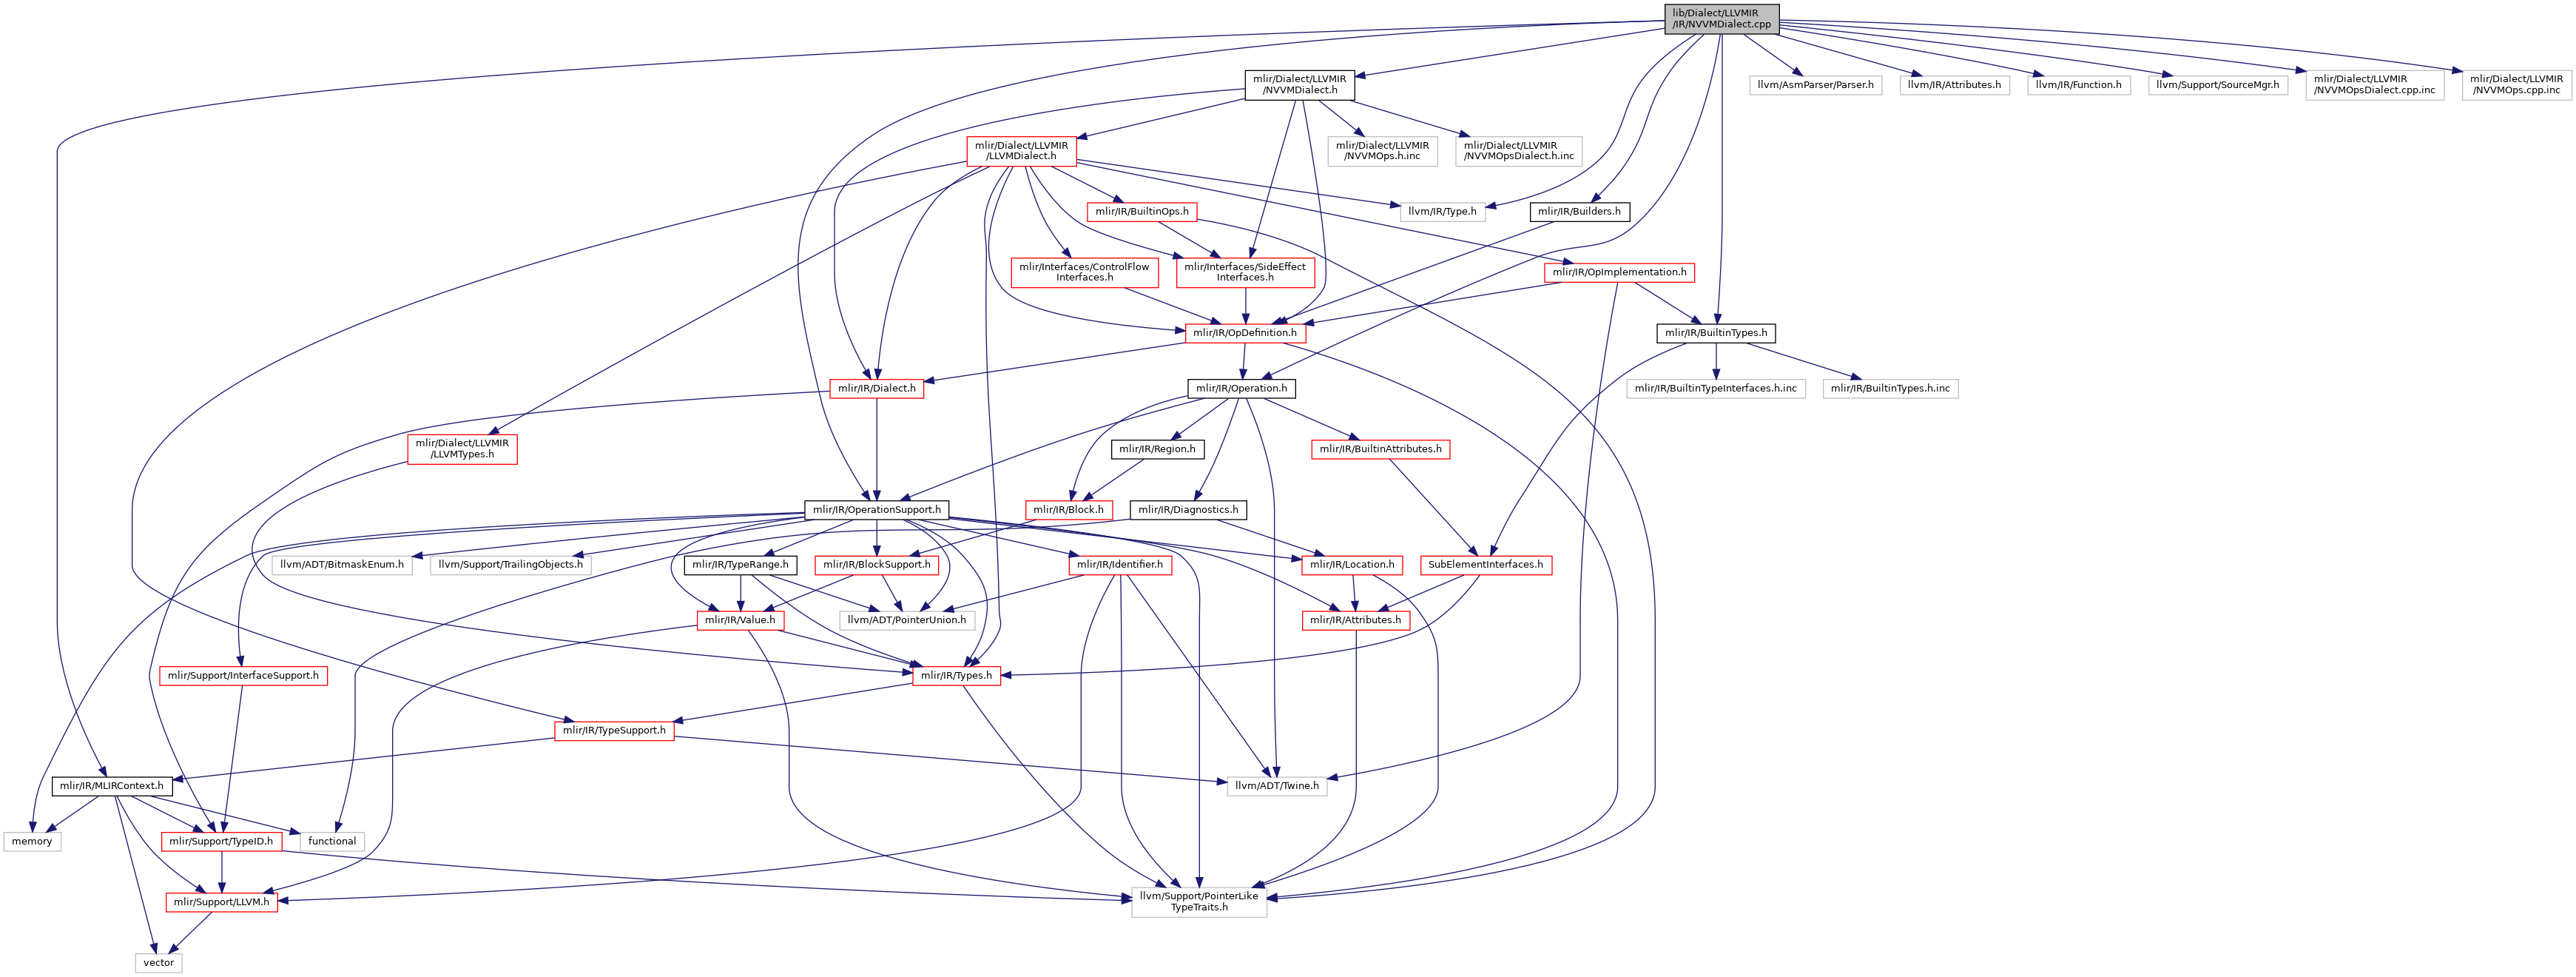 lib/Dialect/LLVMIR
/IR/NVVMDialect.cpp
mlir/Dialect/LLVMIR
/NVVMDialect.h
llvm/AsmParser/Parser.h
llvm/IR/Attributes.h
llvm/IR/Function.h
llvm/Support/SourceMgr.h
mlir/Dialect/LLVMIR
/NVVMOpsDialect.cpp.inc
mlir/Dialect/LLVMIR
/NVVMOps.cpp.inc
mlir/Dialect/LLVMIR
/LLVMDialect.h
mlir/Dialect/LLVMIR
/NVVMOps.h.inc
mlir/Dialect/LLVMIR
/NVVMOpsDialect.h.inc
mlir/IR/BuiltinOps.h
llvm/IR/Type.h
mlir/IR/Builders.h
mlir/Interfaces/ControlFlow
Interfaces.h
mlir/Interfaces/SideEffect
Interfaces.h
mlir/IR/OpImplementation.h
mlir/IR/OpDefinition.h
mlir/IR/BuiltinTypes.h
mlir/IR/Dialect.h
mlir/IR/Operation.h
mlir/IR/BuiltinTypeInterfaces.h.inc
mlir/IR/BuiltinTypes.h.inc
mlir/Dialect/LLVMIR
/LLVMTypes.h
mlir/IR/Region.h
mlir/IR/BuiltinAttributes.h
mlir/IR/OperationSupport.h
mlir/IR/Block.h
mlir/IR/Diagnostics.h
llvm/ADT/BitmaskEnum.h
llvm/Support/TrailingObjects.h
mlir/IR/TypeRange.h
mlir/IR/BlockSupport.h
mlir/IR/Identifier.h
mlir/IR/Location.h
SubElementInterfaces.h
mlir/IR/Value.h
llvm/ADT/PointerUnion.h
mlir/IR/Attributes.h
mlir/Support/InterfaceSupport.h
mlir/IR/Types.h
mlir/IR/TypeSupport.h
mlir/IR/MLIRContext.h
llvm/ADT/Twine.h
memory
mlir/Support/TypeID.h
functional
mlir/Support/LLVM.h
llvm/Support/PointerLike
TypeTraits.h
vector